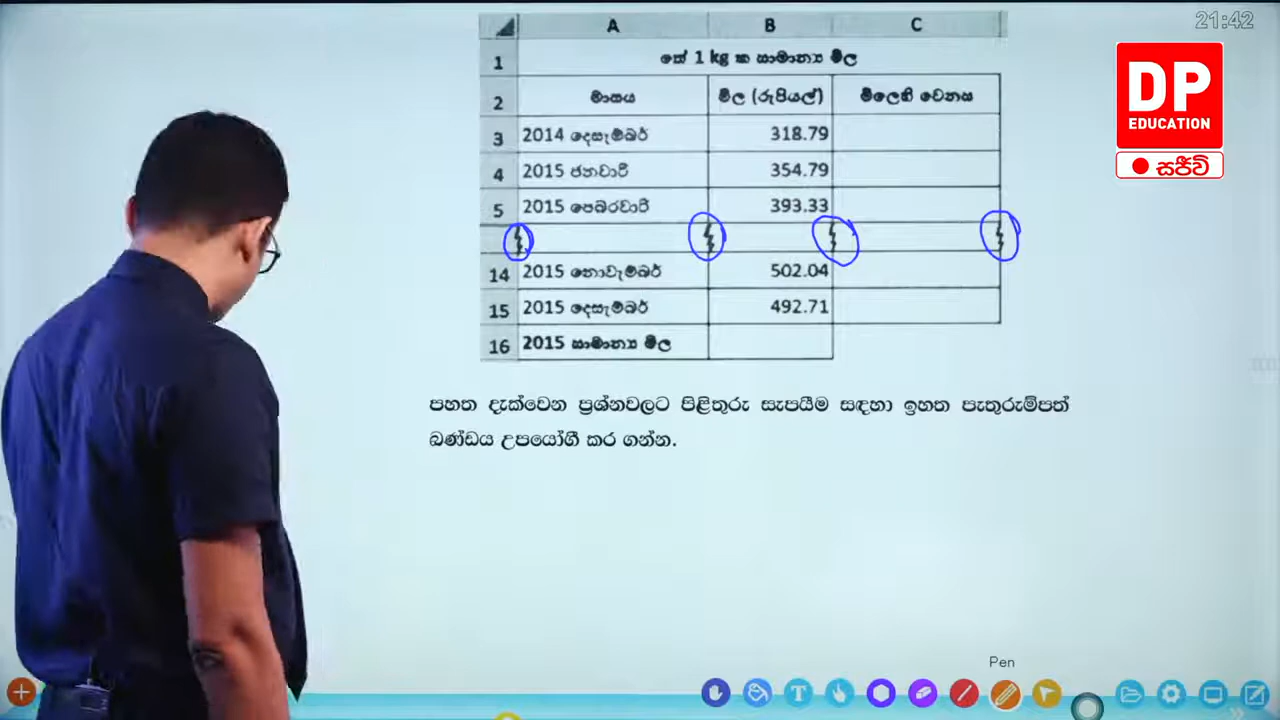 21:42
DP
EDUCATION
සජීවි
A B C
1 තේ 1 kg ක සාමාන්‍ය මිල
2 මාසය මිල (රුපියල්) මිලෙහි වෙනස
3 2014 දෙසැම්බර් 318.79
4 2015 ජනවාරි 354.79
5 2015 පෙබරවාරි 393.33
14 2015 නොවැම්බර් 502.04
15 2015 දෙසැම්බර් 492.71
16 2015 සාමාන්‍ය මිල
පහත දැක්වෙන ප්‍රශ්නවලට පිළිතුරු සැපයීම සඳහා ඉහත පැතුරුම්පත්
ඛණ්ඩය උපයෝගී කර ගන්න.
Pen